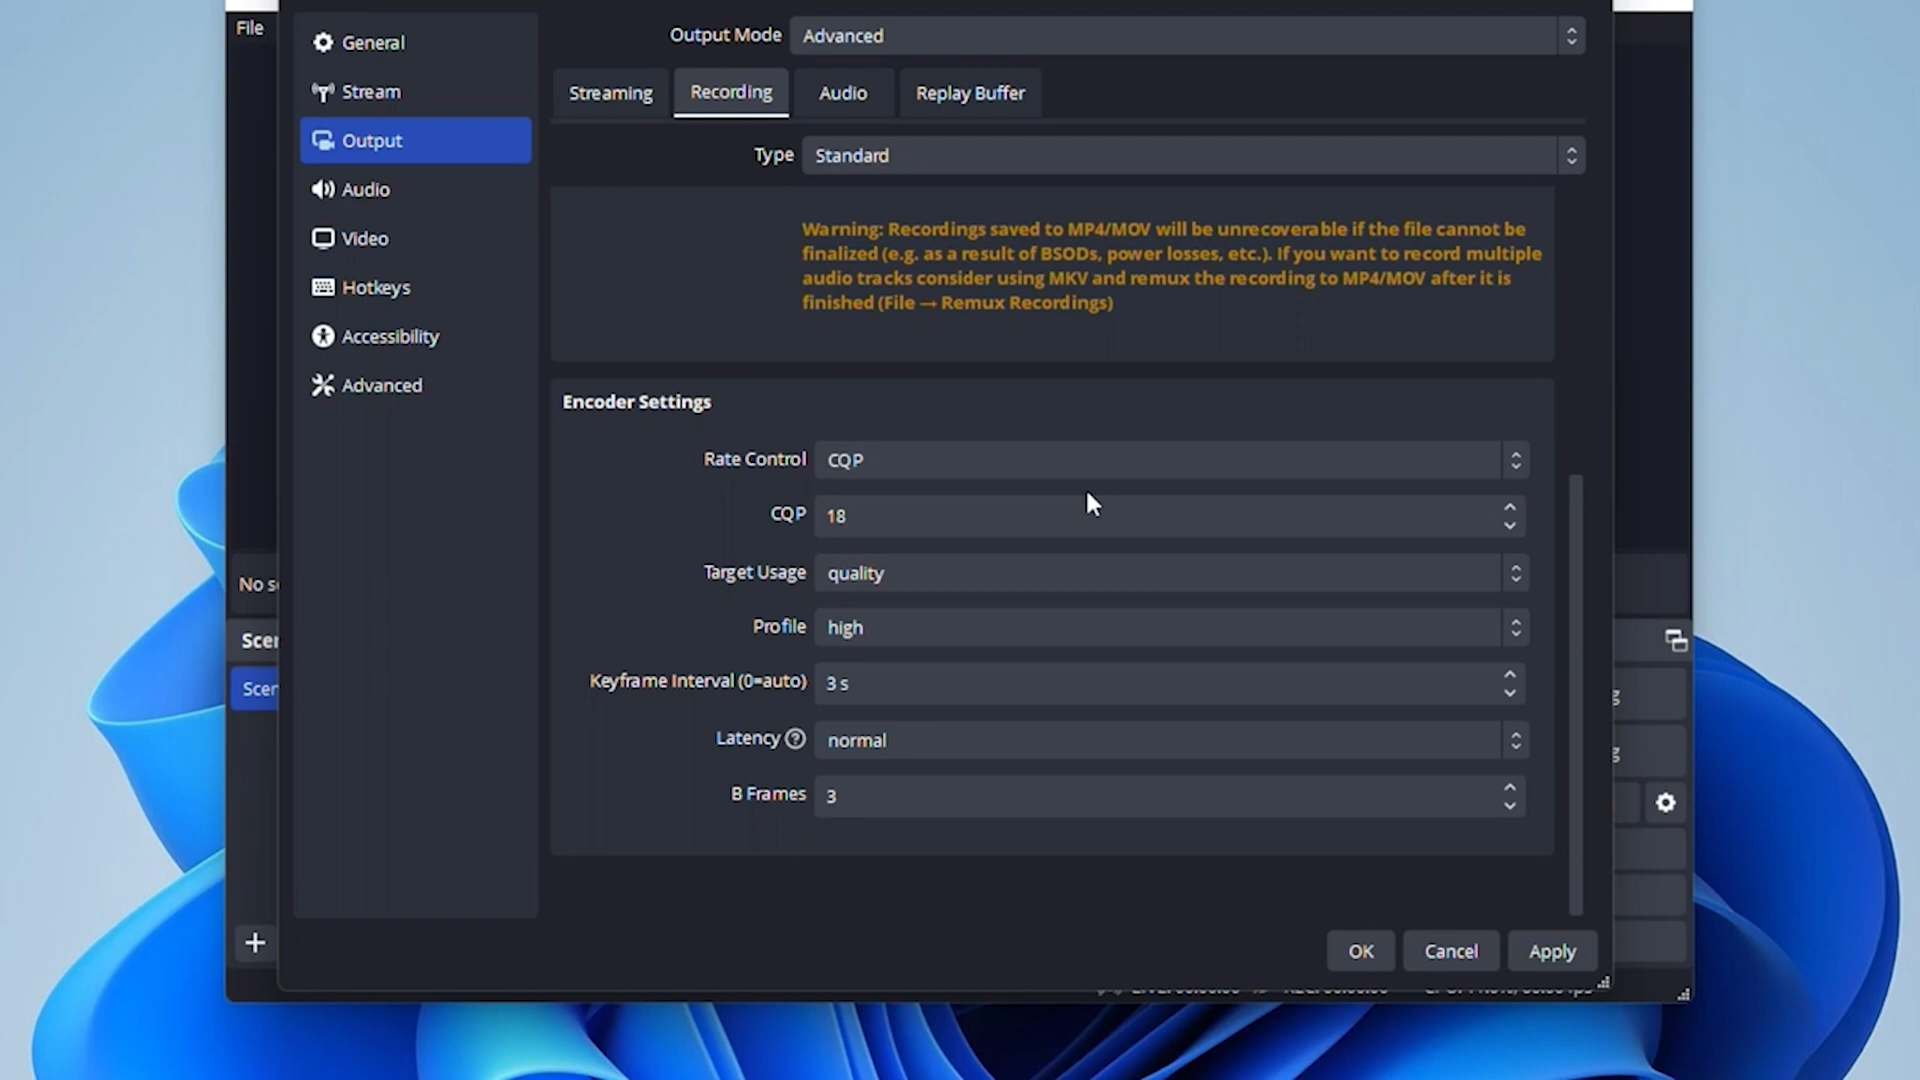 File
General
Stream
Output
Audio
Video
Hotkeys
Accessibility
Advanced
Output Mode Advanced
Streaming Recording Audio Replay Buffer
Type Standard
Warning: Recordings saved to MP4/MOV will be unrecoverable if the file cannot be
finalized (e.g. as a result of BSODs, power losses, etc.). If you want to record multiple
audio tracks consider using MKV and remux the recording to MP4/MOV after it is
finished (File → Remux Recordings)
Encoder Settings
Rate Control CQP
CQP 18
Target Usage quality
Profile high
Keyframe Interval (0=auto) 3 s
Latency normal
B Frames 3
OK Cancel Apply
No s
Scen
Scen
g
g